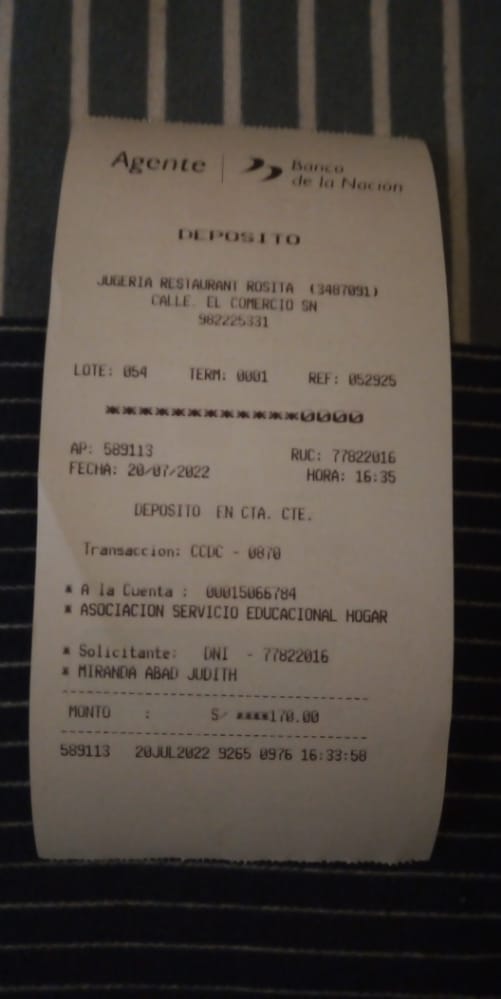 Agente | Banco
de la Nación
DEPOSITO
JUGERIA RESTAURANT ROSITA (3487091)
CALLE. EL COMERCIO SN
982225331
LOTE: 054 TERM: 0001 REF: 052925
************0000
AP: 589113 RUC: 77822016
FECHA: 20/07/2022 HORA: 16:35
DEPOSITO EN CTA. CTE.
Transaccion: CCDC - 0870
* A la Cuenta : 00015066784
* ASOCIACION SERVICIO EDUCACIONAL HOGAR
* Solicitante: DNI - 77822016
* MIRANDA ABAD JUDITH
MONTO : S/ ****170.00
589113 20JUL2022 9265 0976 16:33:58